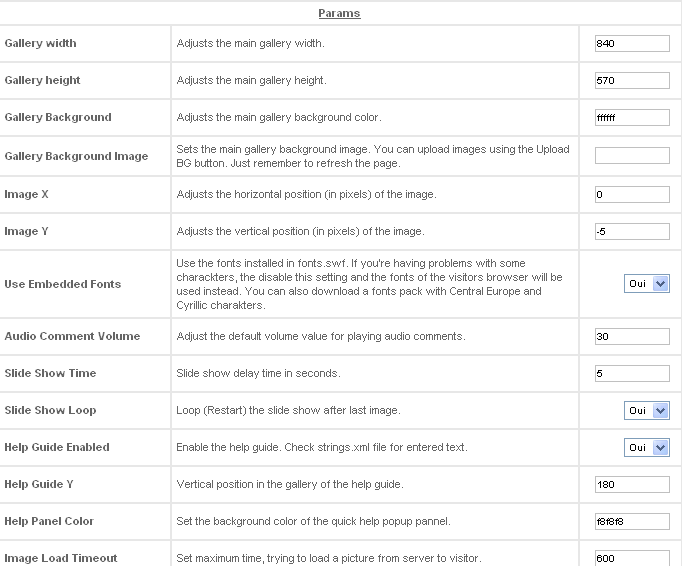 Params
Gallery width Adjusts the main gallery width. 840
Gallery height Adjusts the main gallery height. 570
Gallery Background Adjusts the main gallery background color. ffffff
Gallery Background Image Sets the main gallery background image. You can upload images using the Upload
BG button. Just remember to refresh the page.
Image X Adjusts the horizontal position (in pixels) of the image. 0
Image Y Adjusts the vertical position (in pixels) of the image. -5
Use Embedded Fonts Use the fonts installed in fonts.swf. If you're having problems with some
charackters, the disable this setting and the fonts of the visitors browser will be
used instead. You can also download a fonts pack with Central Europe and
Cyrillic charakters. Oui
Audio Comment Volume Adjust the default volume value for playing audio comments. 30
Slide Show Time Slide show delay time in seconds. 5
Slide Show Loop Loop (Restart) the slide show after last image. Oui
Help Guide Enabled Enable the help guide. Check strings.xml file for entered text. Oui
Help Guide Y Vertical position in the gallery of the help guide. 180
Help Panel Color Set the background color of the quick help popup pannel. f8f8f8
Image Load Timeout Set maximum time, trying to load a picture from server to visitor. 600